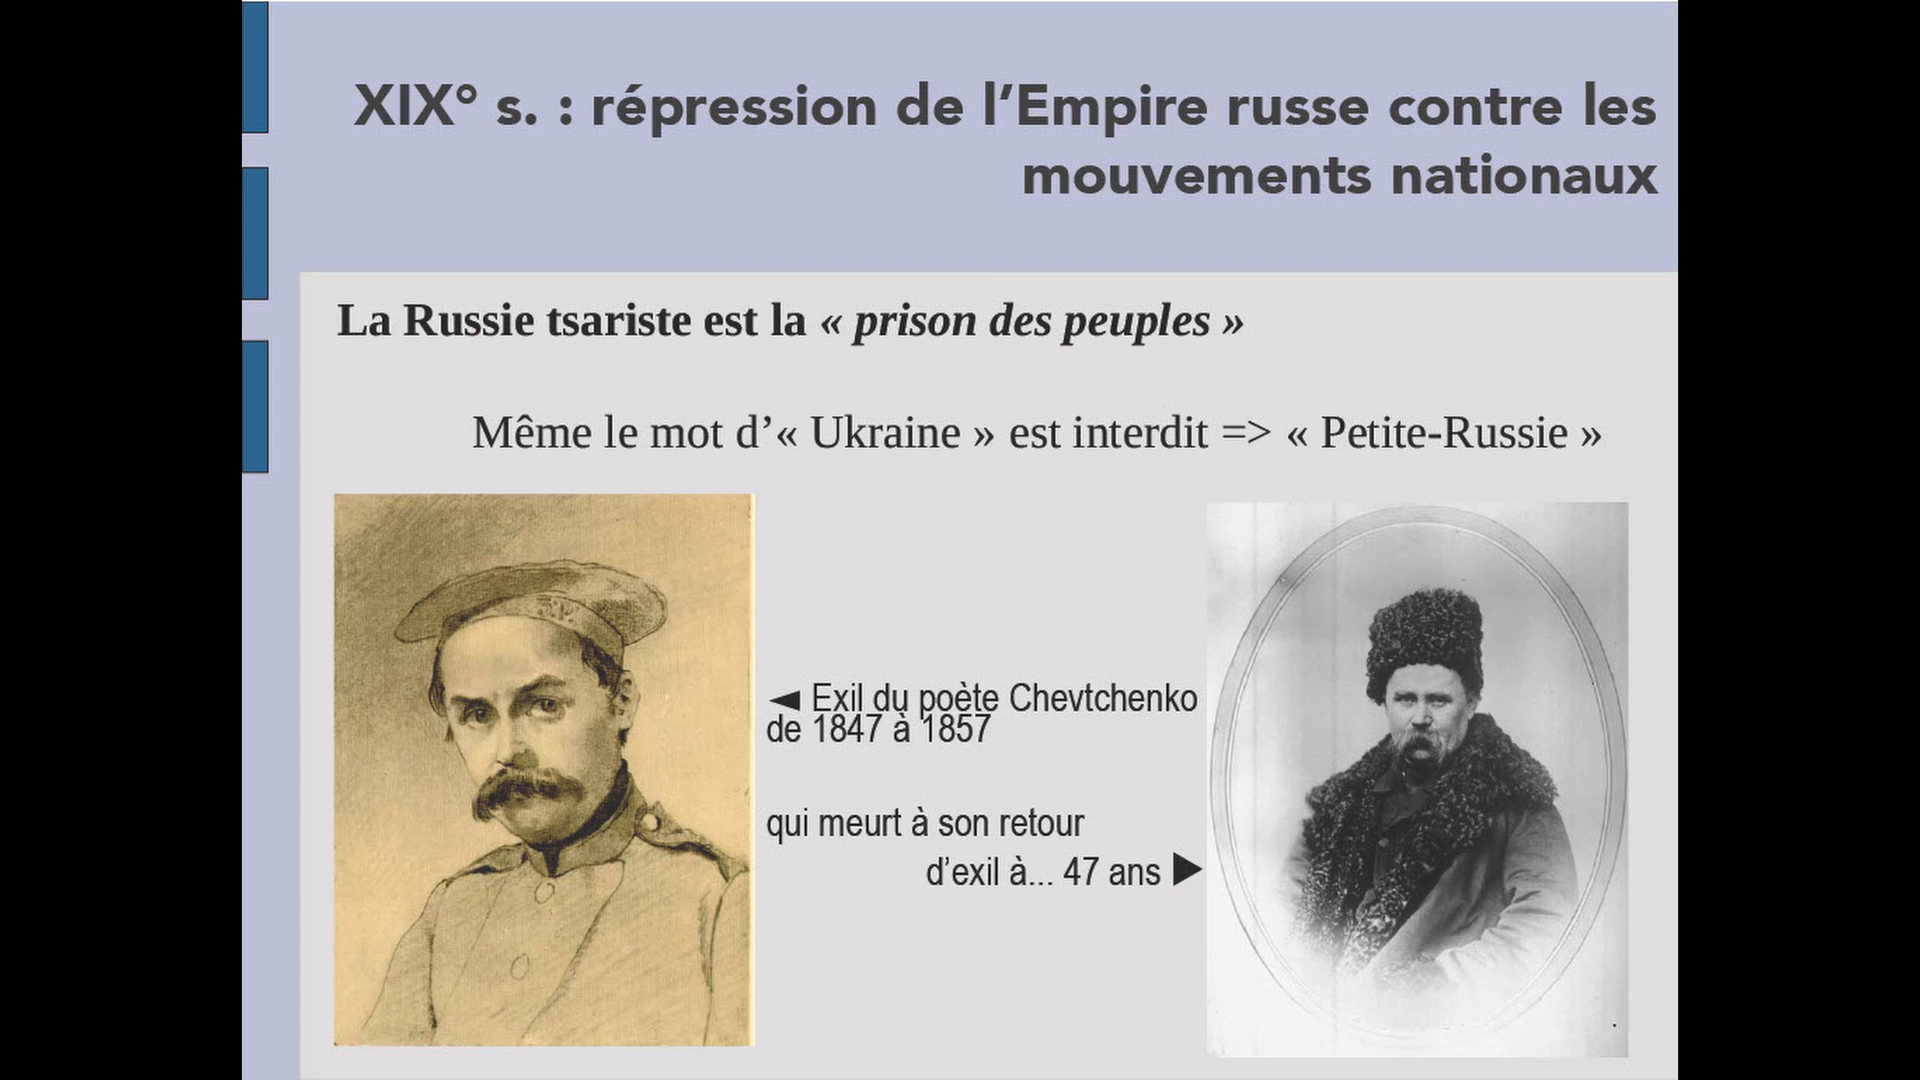 XIX° s. : répression de l’Empire russe contre les
mouvements nationaux
La Russie tsariste est la « prison des peuples »
Même le mot d’« Ukraine » est interdit => « Petite-Russie »
◄ Exil du poète Chevtchenko
de 1847 à 1857
qui meurt à son retour
d’exil à... 47 ans ►